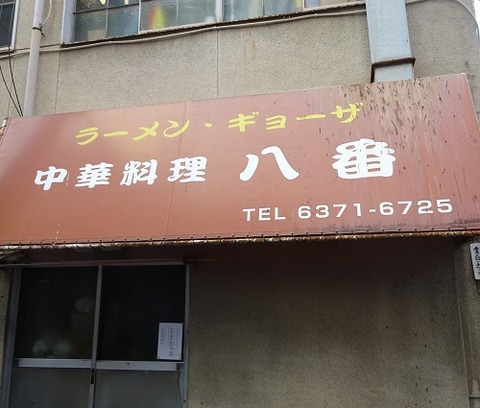 ラーメン・ギョーザ
中華料理 八番
TEL 6371-6725